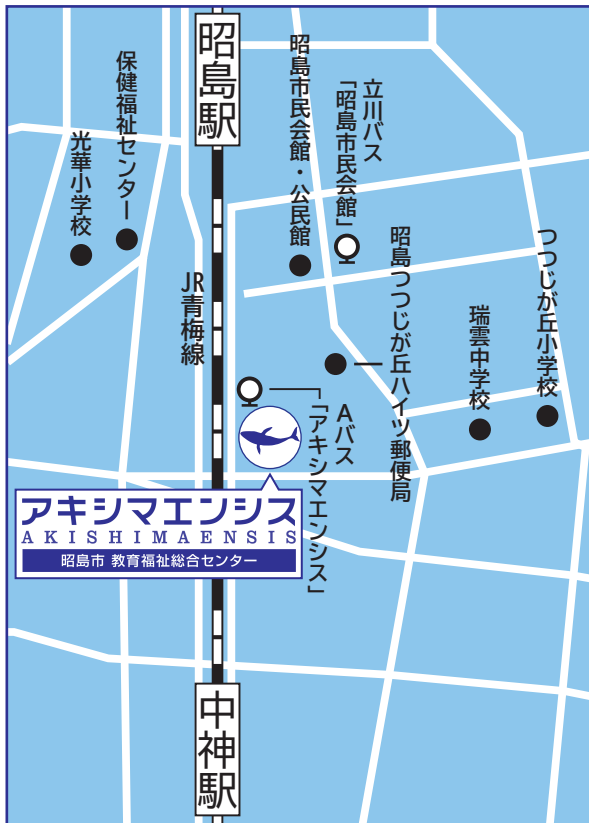 昭島駅
保健福祉センター
光華小学校
昭島市民会館・公民館
立川バス
「昭島市民会館」
昭島つつじが丘ハイツ郵便局
つつじが丘小学校
瑞雲中学校
JR青梅線
Aバス
「アキシマエンシス」
アキシマエンシス
AKISHIMAENSIS
昭島市 教育福祉総合センター
中神駅